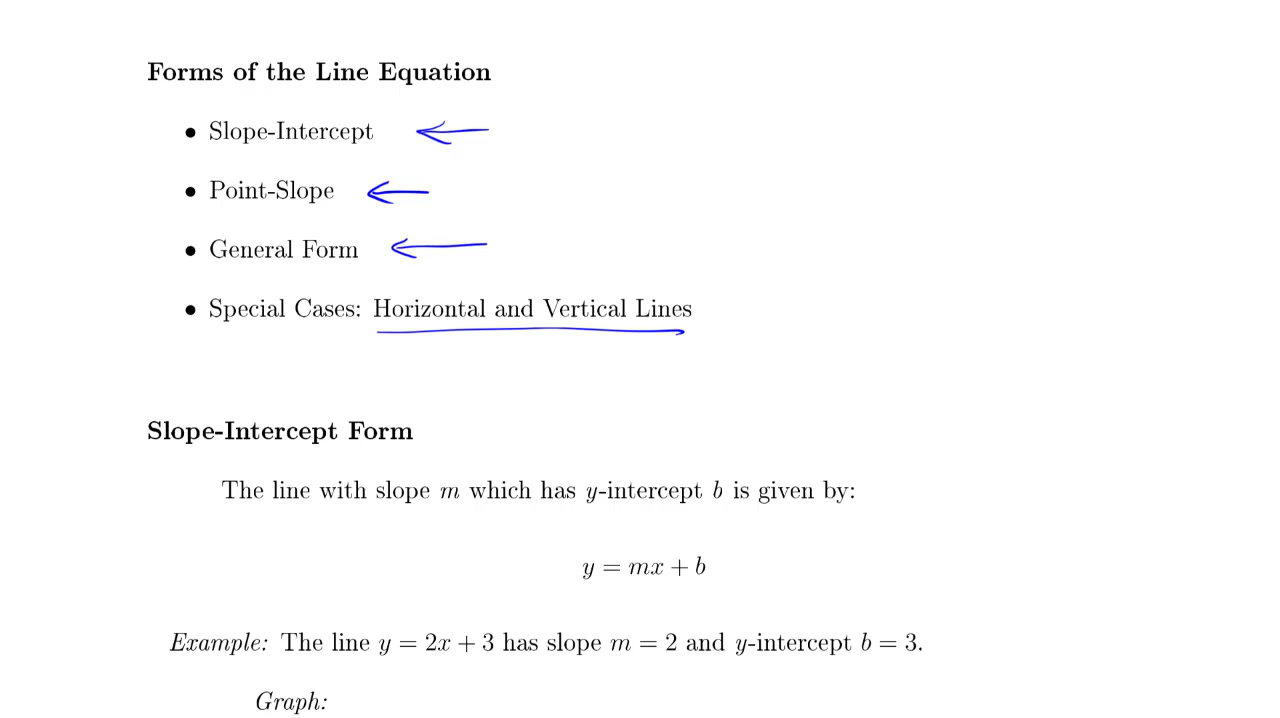 Forms of the Line Equation
• Slope-Intercept
• Point-Slope
• General Form
• Special Cases: Horizontal and Vertical Lines
Slope-Intercept Form
The line with slope m which has y-intercept b is given by:
y = mx + b
Example: The line y = 2x + 3 has slope m = 2 and y-intercept b = 3.
Graph: